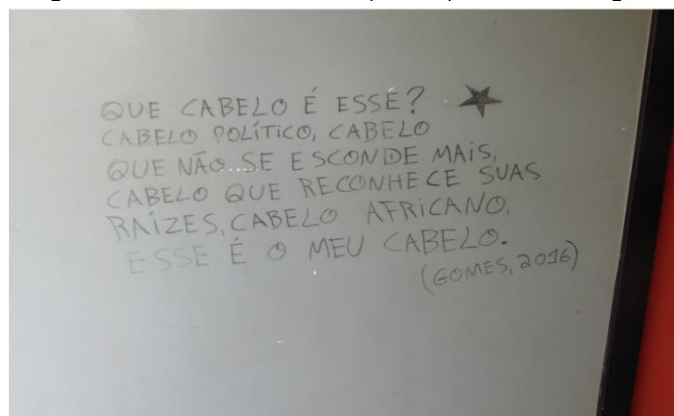 QUE CABELO É ESSE?
CABELO POLÍTICO, CABELO
QUE NÃO SE ESCONDE MAIS,
CABELO QUE RECONHECE SUAS
RAÍZES, CABELO AFRICANO.
ESSE É O MEU CABELO.
(GOMES, 2016)